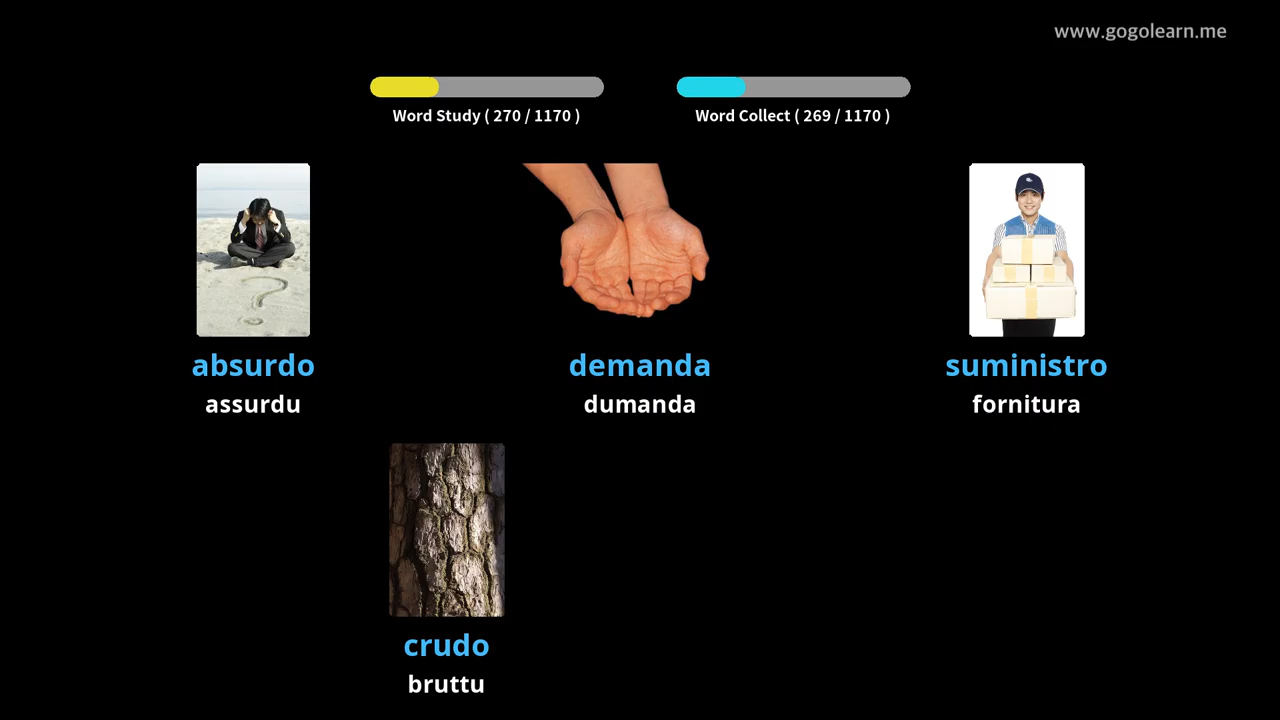 www.gogolearn.me
Word Study ( 270 / 1170 )
Word Collect ( 269 / 1170 )
absurdo
assurdu
demanda
dumanda
suministro
fornitura
crudo
bruttu